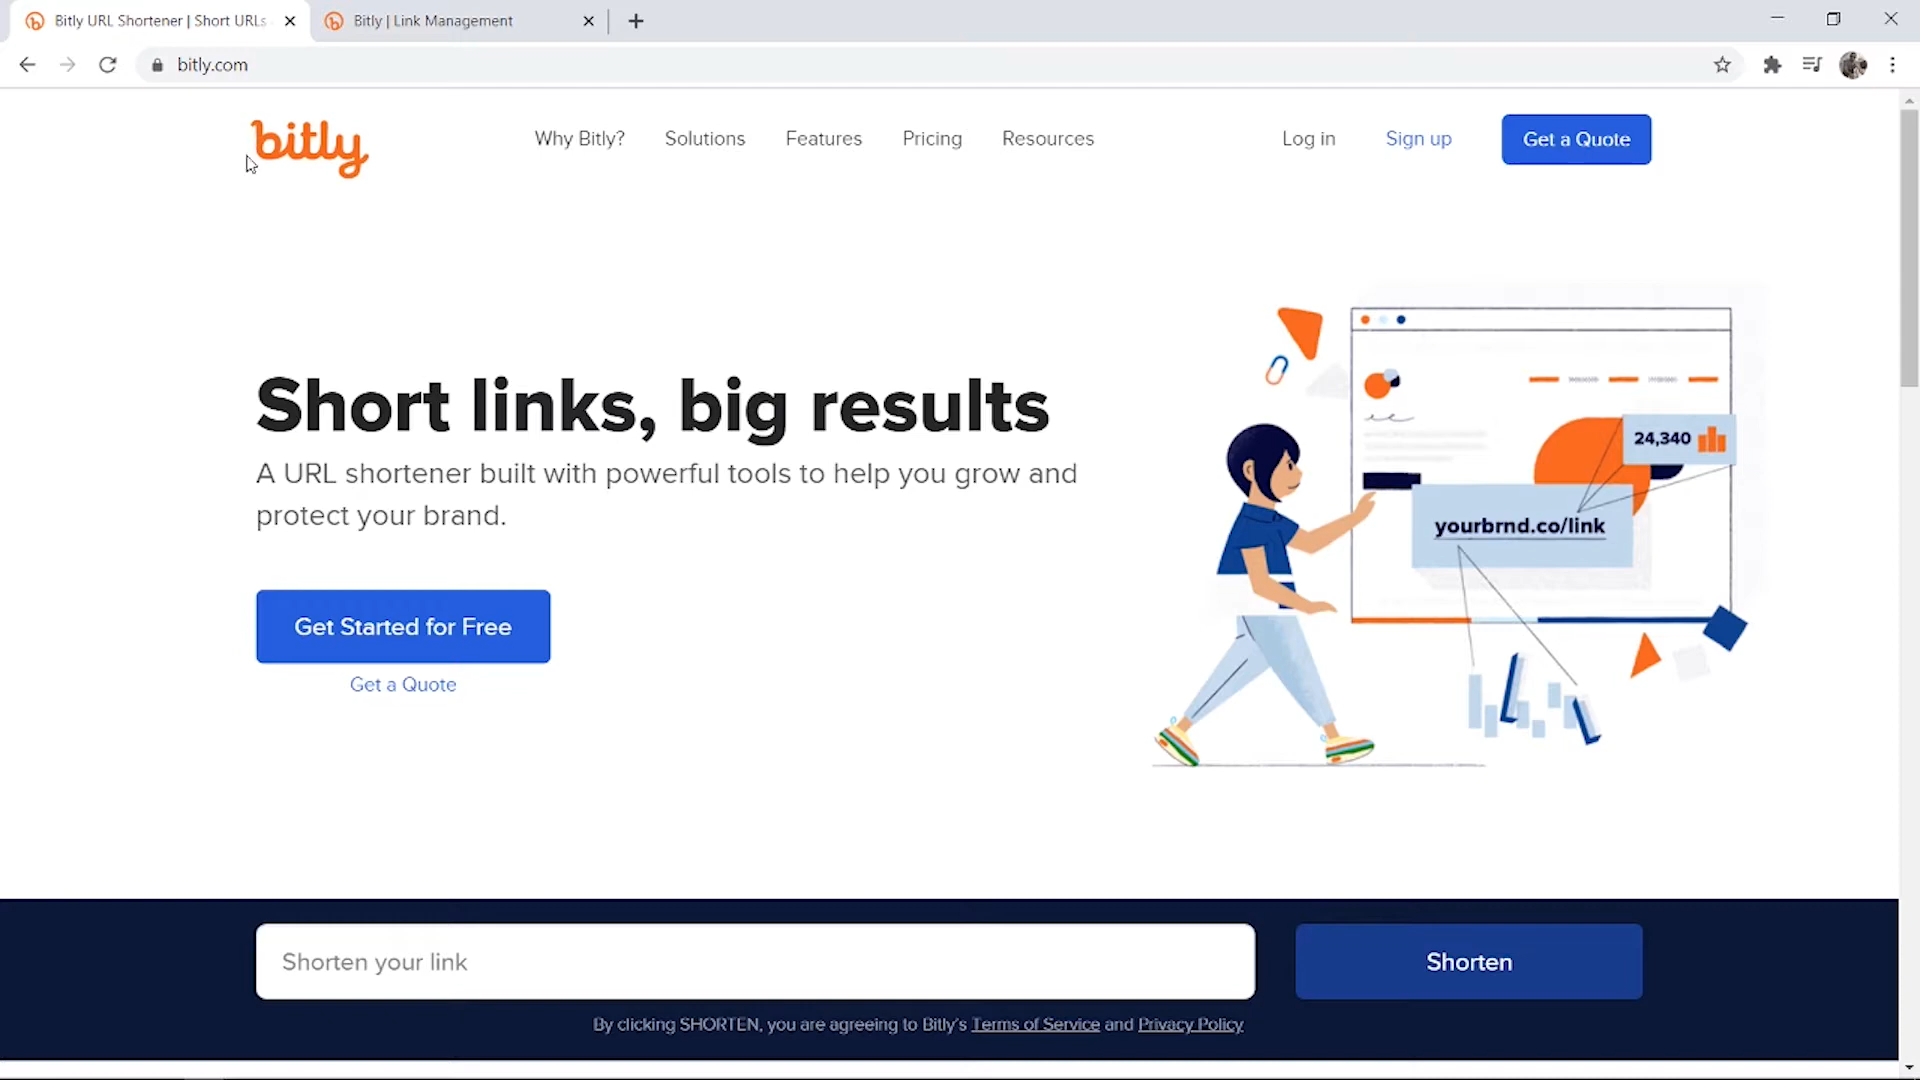 Bitly URL Shortener | Short URLs
Bitly | Link Management
bitly.com
bitly
Why Bitly?
Solutions
Features
Pricing
Resources
Log in
Sign up
Get a Quote
Short links, big results
A URL shortener built with powerful tools to help you grow and
protect your brand.
Get Started for Free
Get a Quote
24,340
yourbrnd.co/link
Shorten your link
Shorten
By clicking SHORTEN, you are agreeing to Bitly's Terms of Service and Privacy Policy